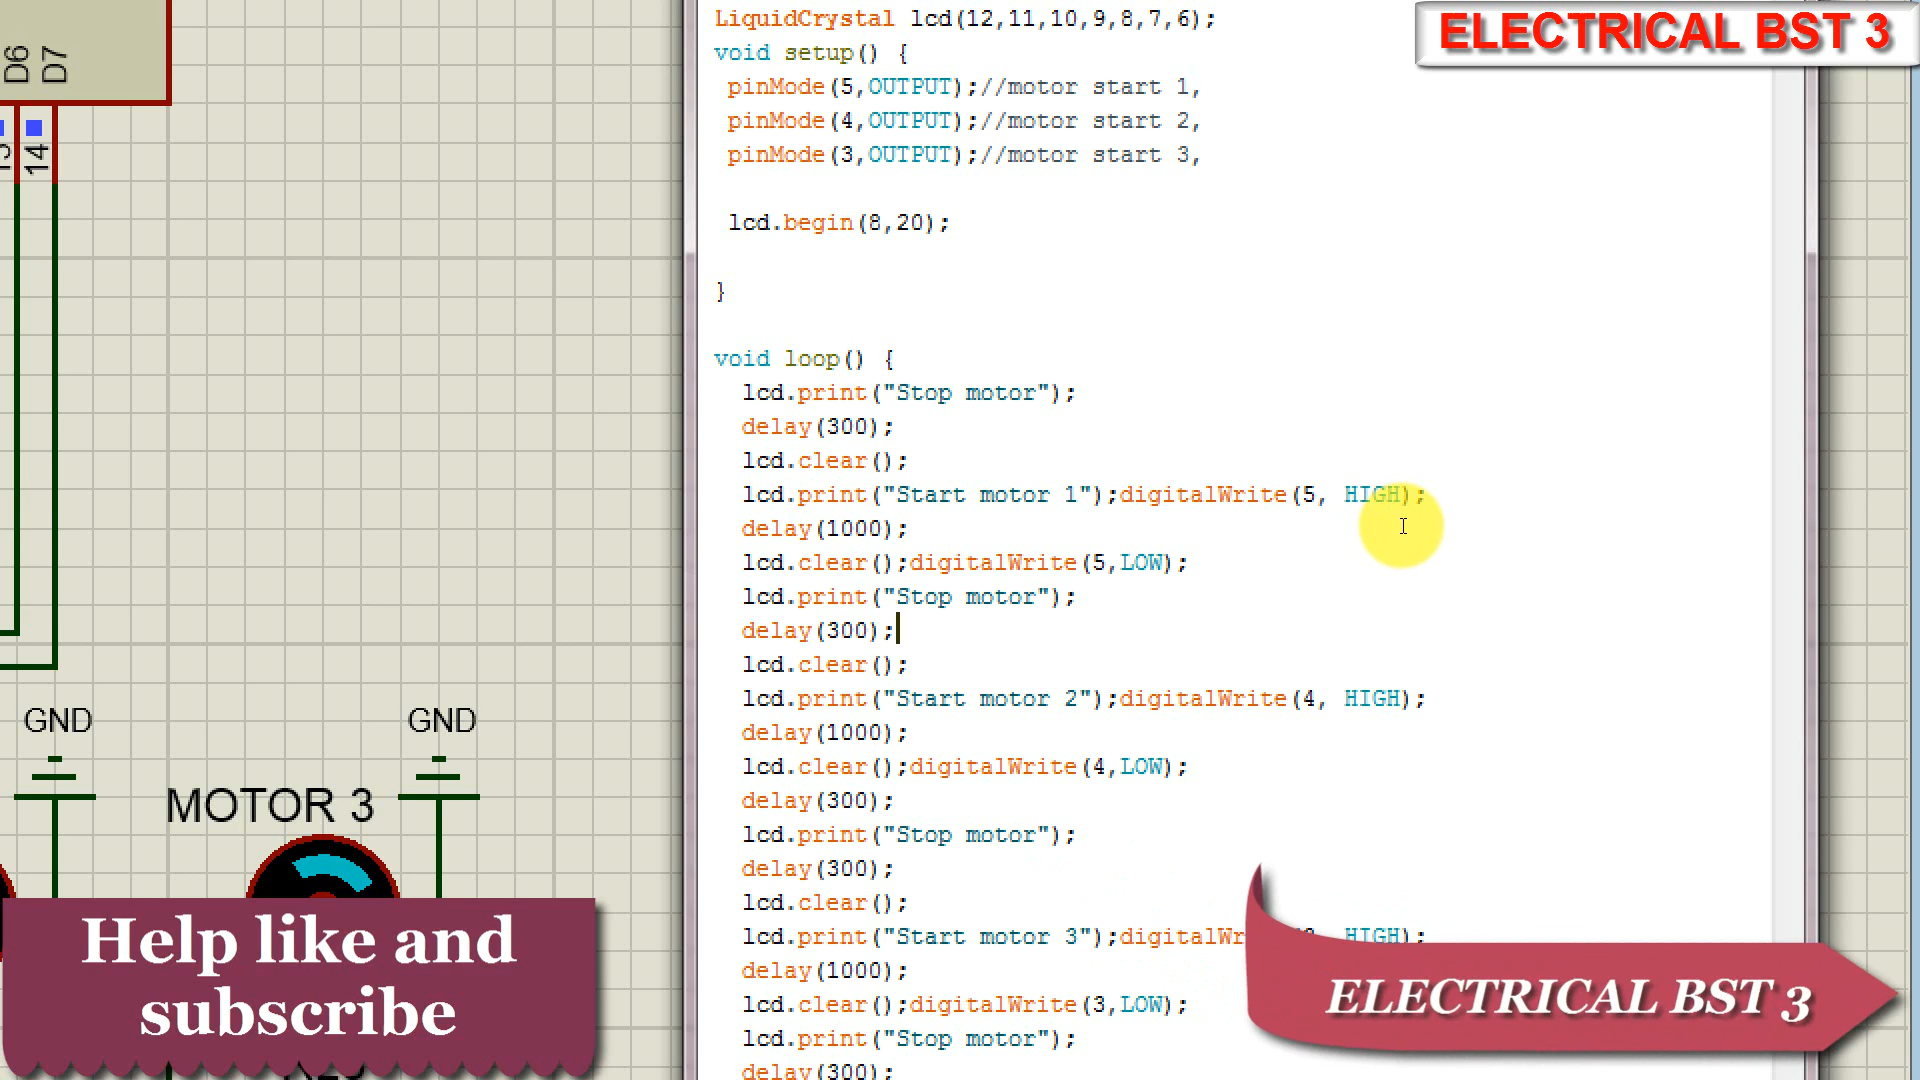 D6
D7
14
GND
GND
MOTOR 3
LiquidCrystal lcd(12,11,10,9,8,7,6);
void setup() {
pinMode(5,OUTPUT);//motor start 1,
pinMode(4,OUTPUT);//motor start 2,
pinMode(3,OUTPUT);//motor start 3,
lcd.begin(8,20);
}
void loop() {
lcd.print("Stop motor");
delay(300);
lcd.clear();
lcd.print("Start motor 1");digitalWrite(5, HIGH);
delay(1000);
lcd.clear();digitalWrite(5,LOW);
lcd.print("Stop motor");
delay(300);
lcd.clear();
lcd.print("Start motor 2");digitalWrite(4, HIGH);
delay(1000);
lcd.clear();digitalWrite(4,LOW);
delay(300);
lcd.print("Stop motor");
delay(300);
lcd.clear();
lcd.print("Start motor 3");digitalWr HIGH);
delay(1000);
lcd.clear();digitalWrite(3,LOW);
lcd.print("Stop motor");
delay(300);
ELECTRICAL BST 3
Help like and
subscribe
ELECTRICAL BST 3